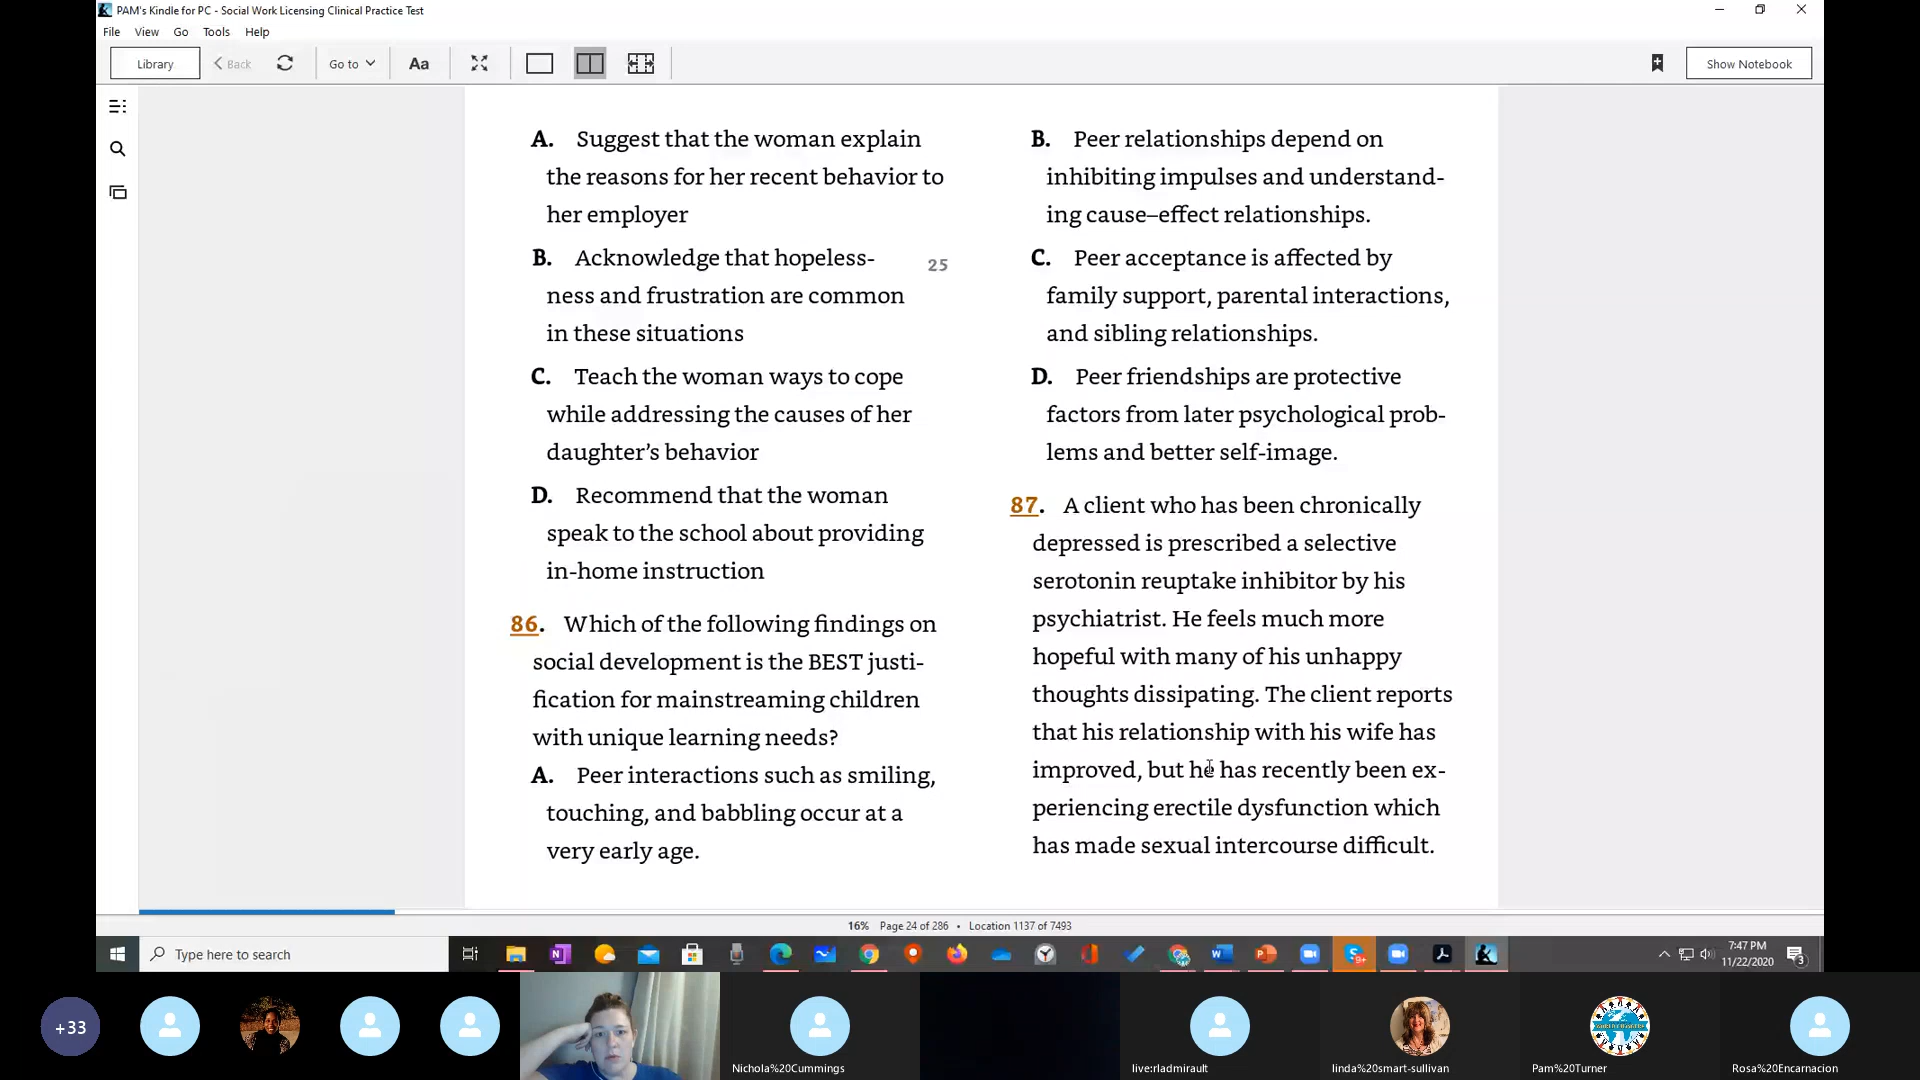 PAM's Kindle for PC - Social Work Licensing Clinical Practice Test
File View Go Tools Help
Library
Back
Go to
Aa
Show Notebook
A. Suggest that the woman explain
the reasons for her recent behavior to
her employer
B. Acknowledge that hopeless-
ness and frustration are common
in these situations
C. Teach the woman ways to cope
while addressing the causes of her
daughter's behavior
D. Recommend that the woman
speak to the school about providing
in-home instruction
86. Which of the following findings on
social development is the BEST justi-
fication for mainstreaming children
with unique learning needs?
A. Peer interactions such as smiling,
touching, and babbling occur at a
very early age.
25
B. Peer relationships depend on
inhibiting impulses and understand-
ing cause–effect relationships.
C. Peer acceptance is affected by
family support, parental interactions,
and sibling relationships.
D. Peer friendships are protective
factors from later psychological prob-
lems and better self-image.
87. A client who has been chronically
depressed is prescribed a selective
serotonin reuptake inhibitor by his
psychiatrist. He feels much more
hopeful with many of his unhappy
thoughts dissipating. The client reports
that his relationship with his wife has
improved, but he has recently been ex-
periencing erectile dysfunction which
has made sexual intercourse difficult.
16% Page 24 of 286 • Location 1137 of 7493
Type here to search
7:47 PM
11/22/2020
3
+33
Nichola%20Cummings
live:rladmirault
linda%20smart-sullivan
Pam%20Turner
Rosa%20Encarnacion